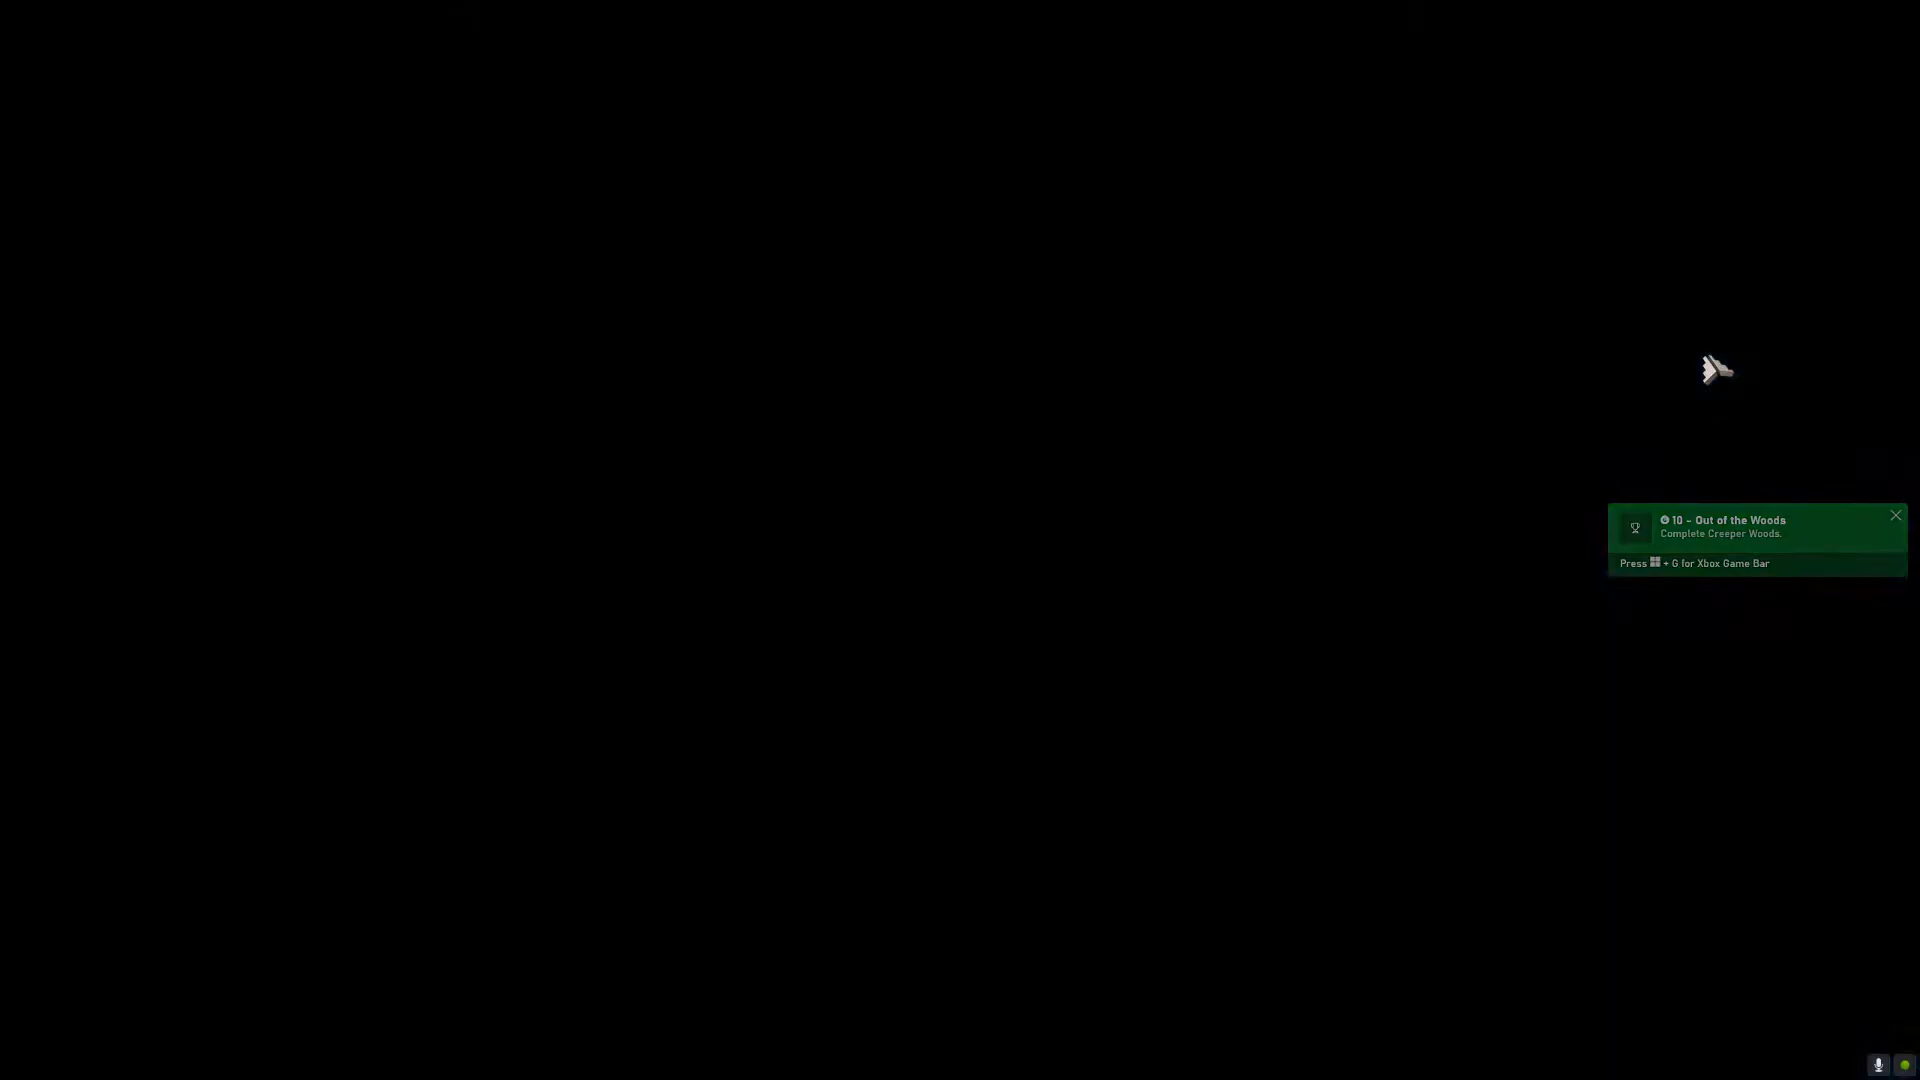 10 - Out of the Woods
Complete Creeper Woods.
Press + G for Xbox Game Bar